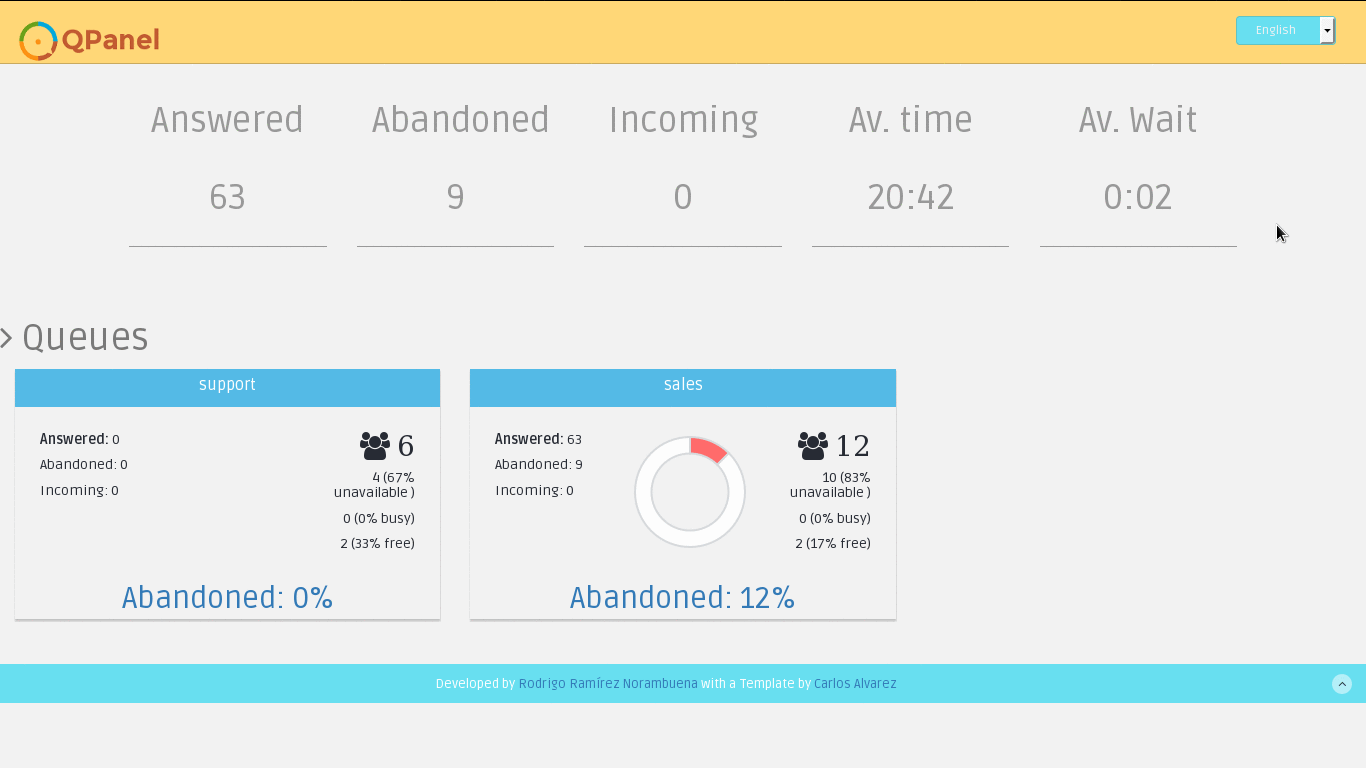 QPanel
English
Answered Abandoned Incoming Av. time Av. Wait
63 9 0 20:42 0:02
Queues
support
Answered: 0
Abandoned: 0
Incoming: 0
6
4 (67%
unavailable )
0 (0% busy)
2 (33% free)
Abandoned: 0%
sales
Answered: 63
Abandoned: 9
Incoming: 0
12
10 (83%
unavailable )
0 (0% busy)
2 (17% free)
Abandoned: 12%
Developed by Rodrigo Ramírez Norambuena with a Template by Carlos Alvarez